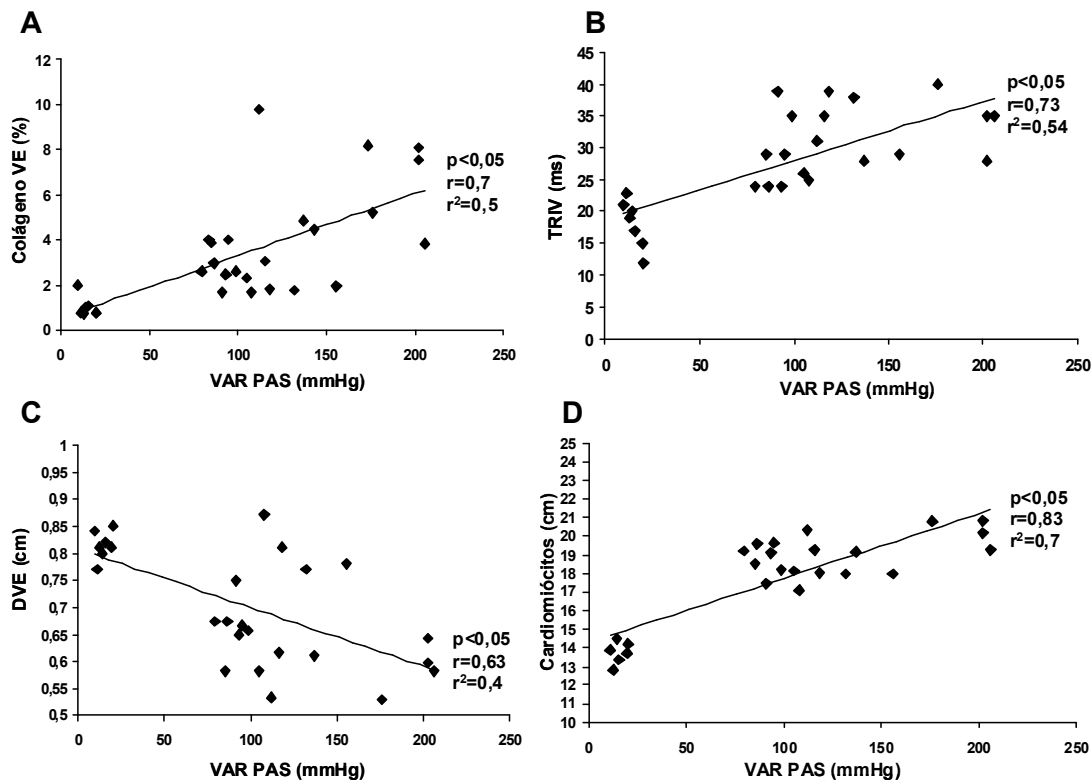 A
12
10
8
6
4
2
0
Colágeno VE (%)
p<0,05
r=0,7
r²=0,5
0 50 100 150 200 250
VAR PAS (mmHg)
B
45
40
35
30
25
20
15
10
5
0
TRIV (ms)
p<0,05
r=0,73
r²=0,54
0 50 100 150 200 250
VAR PAS (mmHg)
C
1
0,95
0,9
0,85
0,8
0,75
0,7
0,65
0,6
0,55
0,5
DVE (cm)
p<0,05
r=0,63
r²=0,4
0 50 100 150 200 250
VAR PAS (mmHg)
D
25
24
23
22
21
20
19
18
17
16
15
14
13
12
11
10
Cardiomiócitos (cm)
p<0,05
r=0,83
r²=0,7
0 50 100 150 200 250
VAR PAS (mmHg)